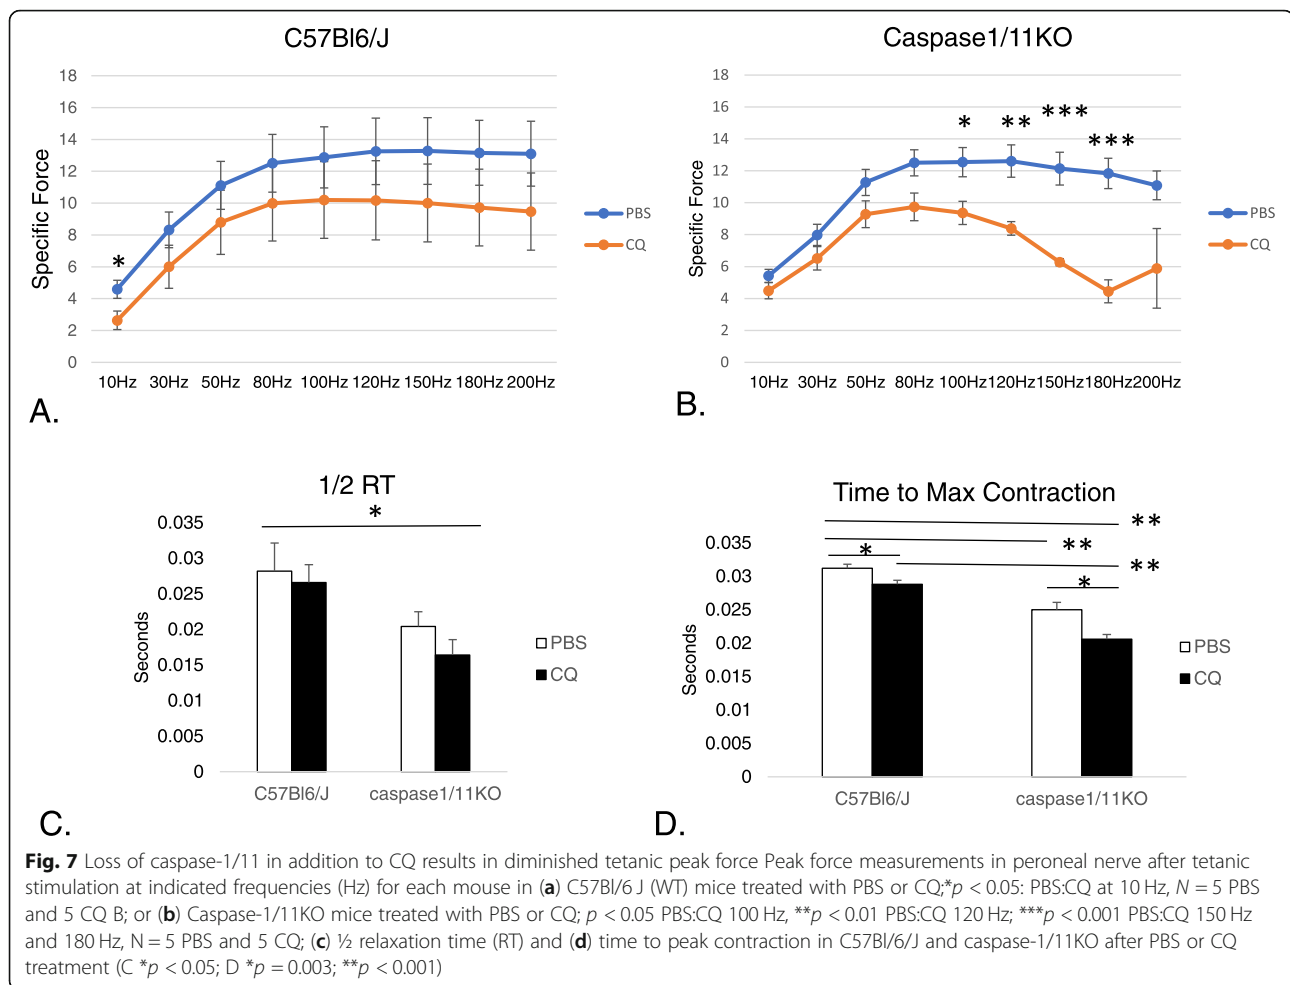 C57Bl6/J
18
16
14
12
10
8
6
4
2
0
Specific Force
*
10Hz 30Hz 50Hz 80Hz 100Hz 120Hz 150Hz 180Hz 200Hz
PBS
CQ
A.
Caspase1/11KO
18
16
14
12
10
8
6
4
2
0
Specific Force
* ** *** ***
10Hz 30Hz 50Hz 80Hz 100Hz 120Hz 150Hz 180Hz 200Hz
PBS
CQ
B.
1/2 RT
*
0.035
0.03
0.025
0.02
0.015
0.01
0.005
0
Seconds
C57Bl6/J caspase1/11KO
PBS
CQ
C.
Time to Max Contraction
**
**
* **
*
0.035
0.03
0.025
0.02
0.015
0.01
0.005
0
Seconds
C57Bl6/J caspase1/11KO
PBS
CQ
D.
Fig. 7 Loss of caspase-1/11 in addition to CQ results in diminished tetanic peak force Peak force measurements in peroneal nerve after tetanic
stimulation at indicated frequencies (Hz) for each mouse in (a) C57Bl/6 J (WT) mice treated with PBS or CQ;*p < 0.05: PBS:CQ at 10 Hz, N = 5 PBS
and 5 CQ B; or (b) Caspase-1/11KO mice treated with PBS or CQ; p < 0.05 PBS:CQ 100 Hz, **p < 0.01 PBS:CQ 120 Hz; ***p < 0.001 PBS:CQ 150 Hz
and 180 Hz, N = 5 PBS and 5 CQ; (c) ½ relaxation time (RT) and (d) time to peak contraction in C57Bl/6/J and caspase-1/11KO after PBS or CQ
treatment (C *p < 0.05; D *p = 0.003; **p < 0.001)